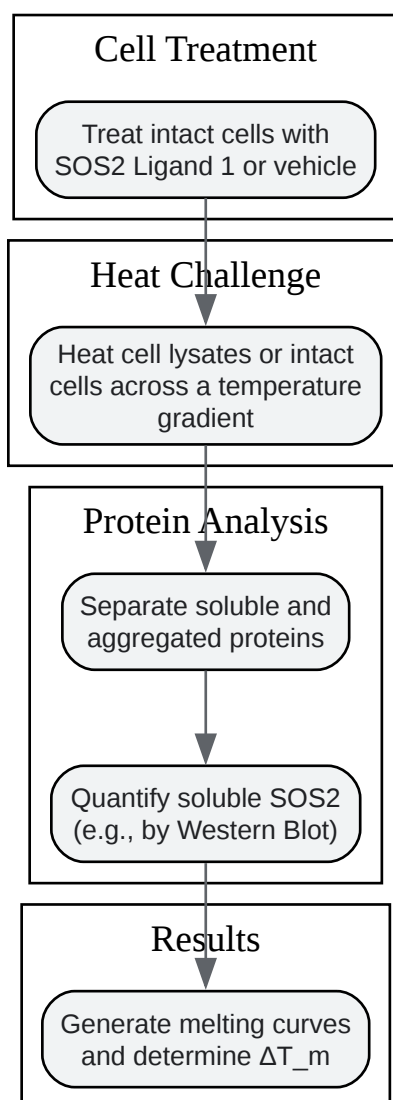 Cell Treatment
Treat intact cells with
SOS2 Ligand 1 or vehicle
Heat Challenge
Heat cell lysates or intact
cells across a temperature
gradient
Protein Analysis
Separate soluble and
aggregated proteins
Quantify soluble SOS2
(e.g., by Western Blot)
Results
Generate melting curves
and determine ΔT_m